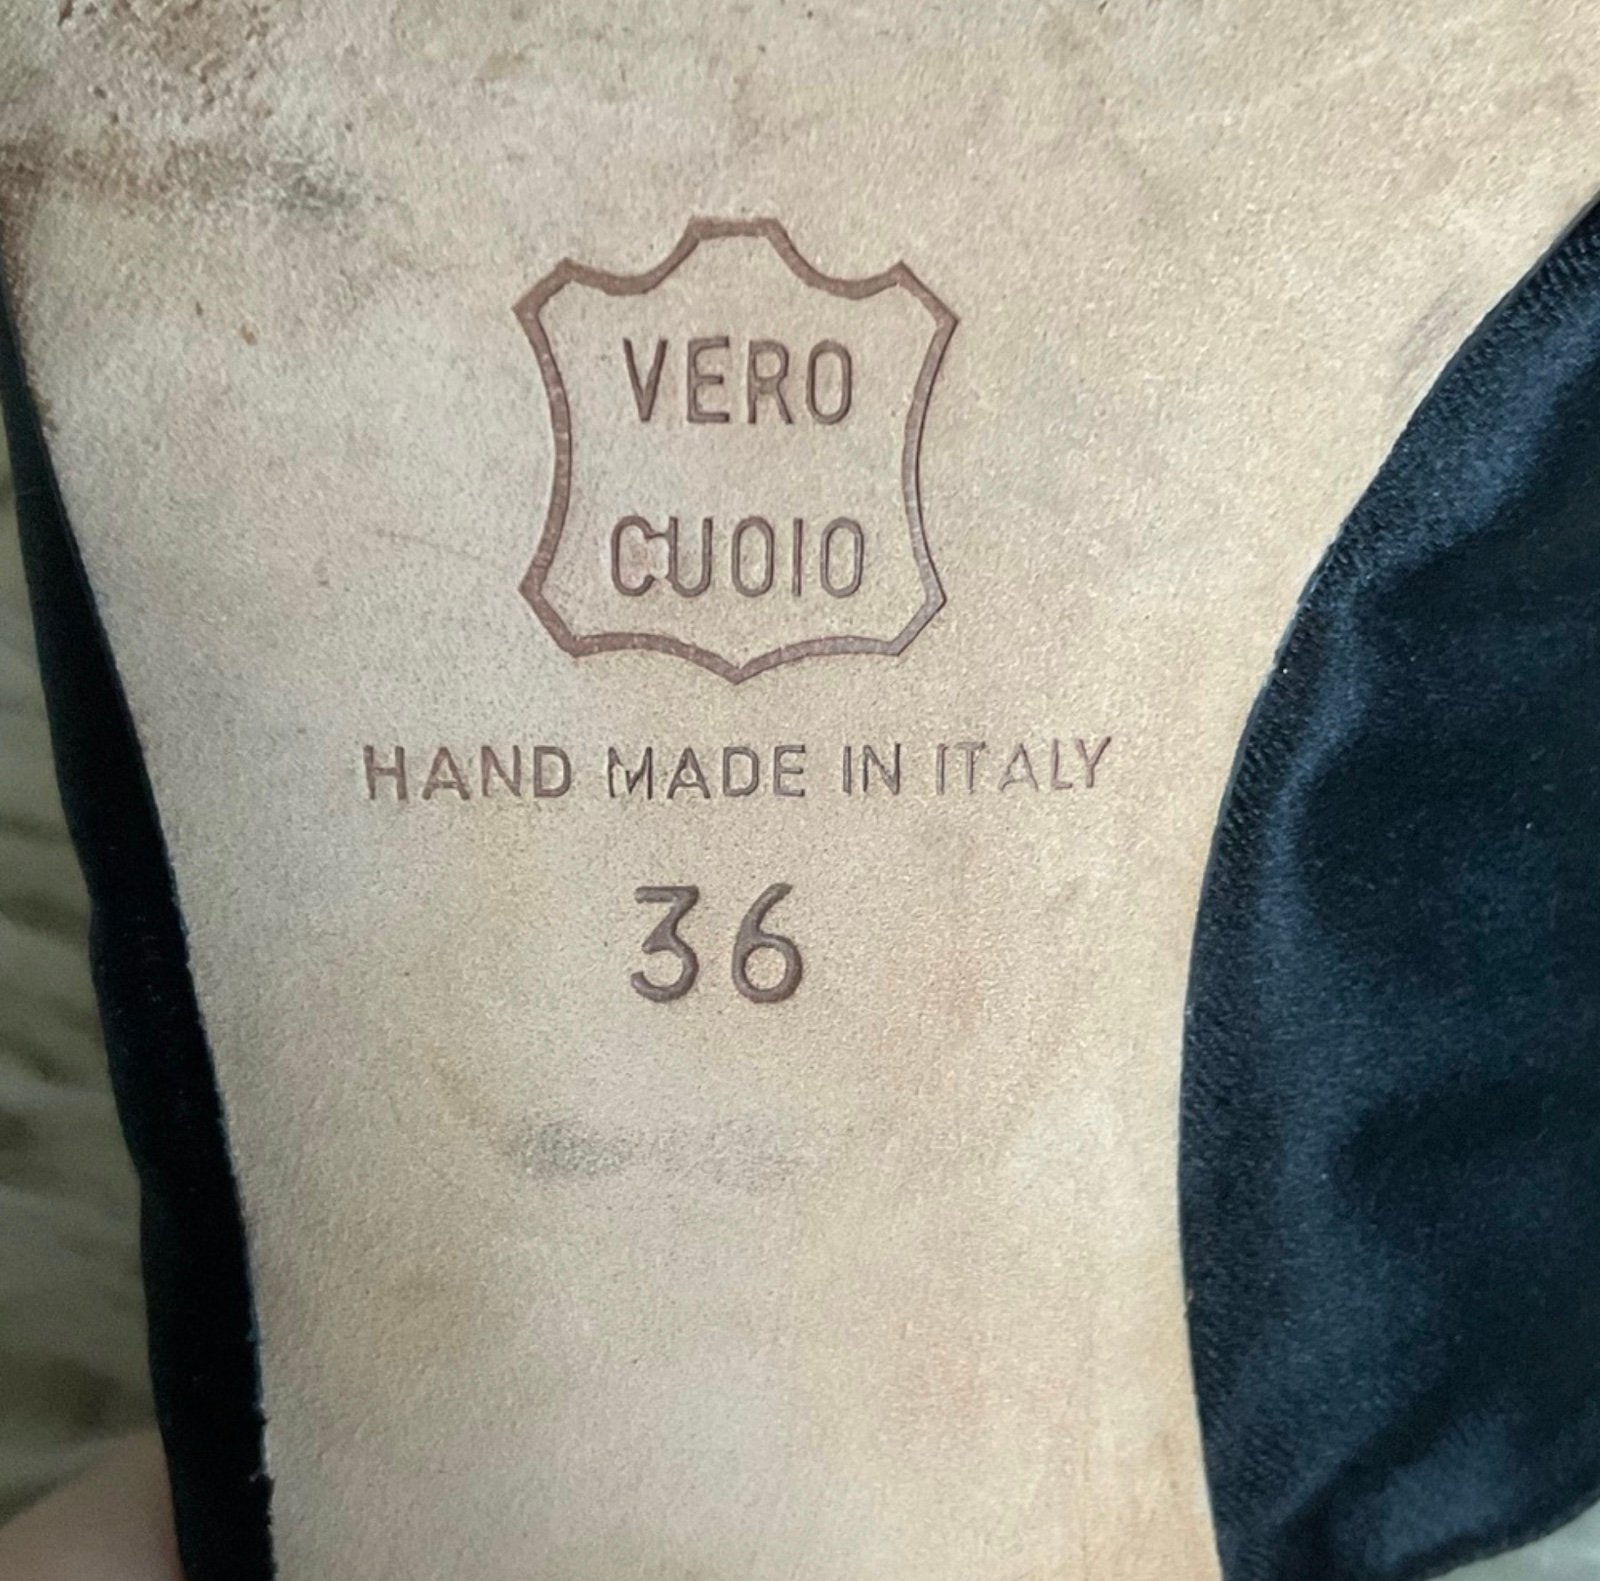 VERO
CUOIO
HAND MADE IN ITALY
36